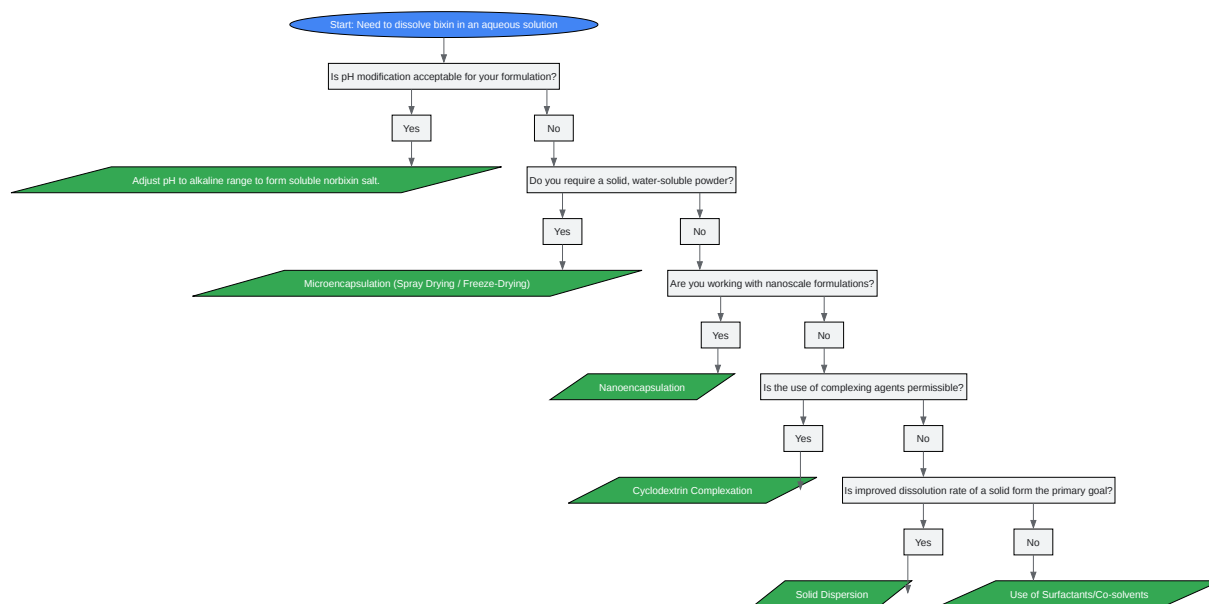 Start: Need to dissolve bixin in an aqueous solution
Is pH modification acceptable for your formulation?
Yes
No
Adjust pH to alkaline range to form soluble norbixin salt.
Do you require a solid, water-soluble powder?
Yes
No
Microencapsulation (Spray Drying / Freeze-Drying)
Are you working with nanoscale formulations?
Yes
No
Nanoencapsulation
Is the use of complexing agents permissible?
Yes
No
Cyclodextrin Complexation
Is improved dissolution rate of a solid form the primary goal?
Yes
No
Solid Dispersion
Use of Surfactants/Co-solvents